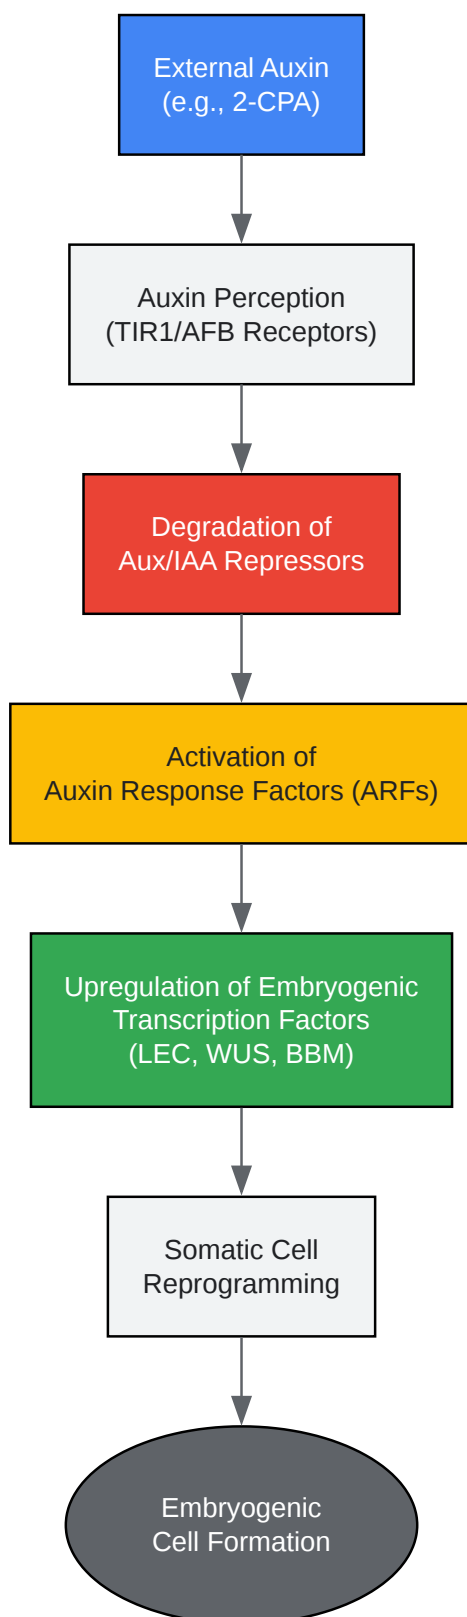 External Auxin
(e.g., 2-CPA)
Auxin Perception
(TIR1/AFB Receptors)
Degradation of
Aux/IAA Repressors
Activation of
Auxin Response Factors (ARFs)
Upregulation of Embryogenic
Transcription Factors
(LEC, WUS, BBM)
Somatic Cell
Reprogramming
Embryogenic
Cell Formation